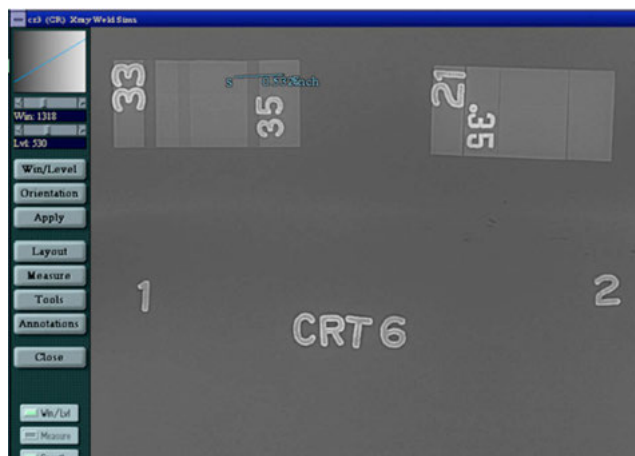 cr3 (CR) Xray Weld Sims
Win: 1318
Lvl: 530
Win/Level
Orientation
Apply
Layout
Measure
Tools
Annotations
Close
Win/Lvl
Measure
33
S
35
21
.35
1
2
CRT 6